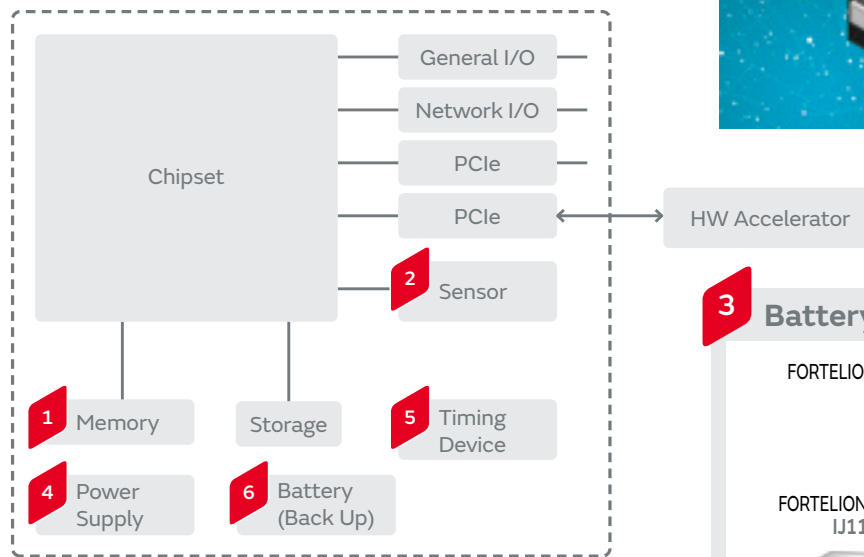 General I/O
Network I/O
PCIe
PCIe
Chipset
HW Accelerator
2
Sensor
1
Memory
Storage
5
Timing
Device
4
Power
Supply
6
Battery
(Back Up)
3
Battery
FORTELIO
FORTELION
IJ11